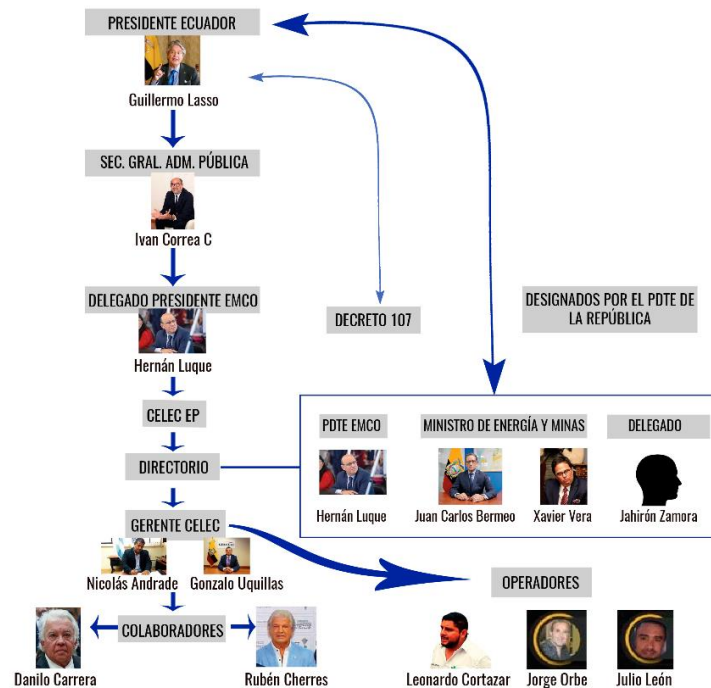 PRESIDENTE ECUADOR
Guillermo Lasso
SEC. GRAL. ADM. PÚBLICA
Ivan Correa C
DELEGADO PRESIDENTE EMCO
Hernán Luque
DECRETO 107
DESIGNADOS POR EL PDTE DE
LA REPÚBLICA
CELEC EP
DIRECTORIO
PDTE EMCO
MINISTRO DE ENERGÍA Y MINAS
DELEGADO
Hernán Luque
Juan Carlos Bermeo
Xavier Vera
Jahirón Zamora
GERENTE CELEC
Nicolás Andrade
Gonzalo Uquillas
OPERADORES
COLABORADORES
Danilo Carrera
Rubén Cherres
Leonardo Cortazar
Jorge Orbe
Julio León